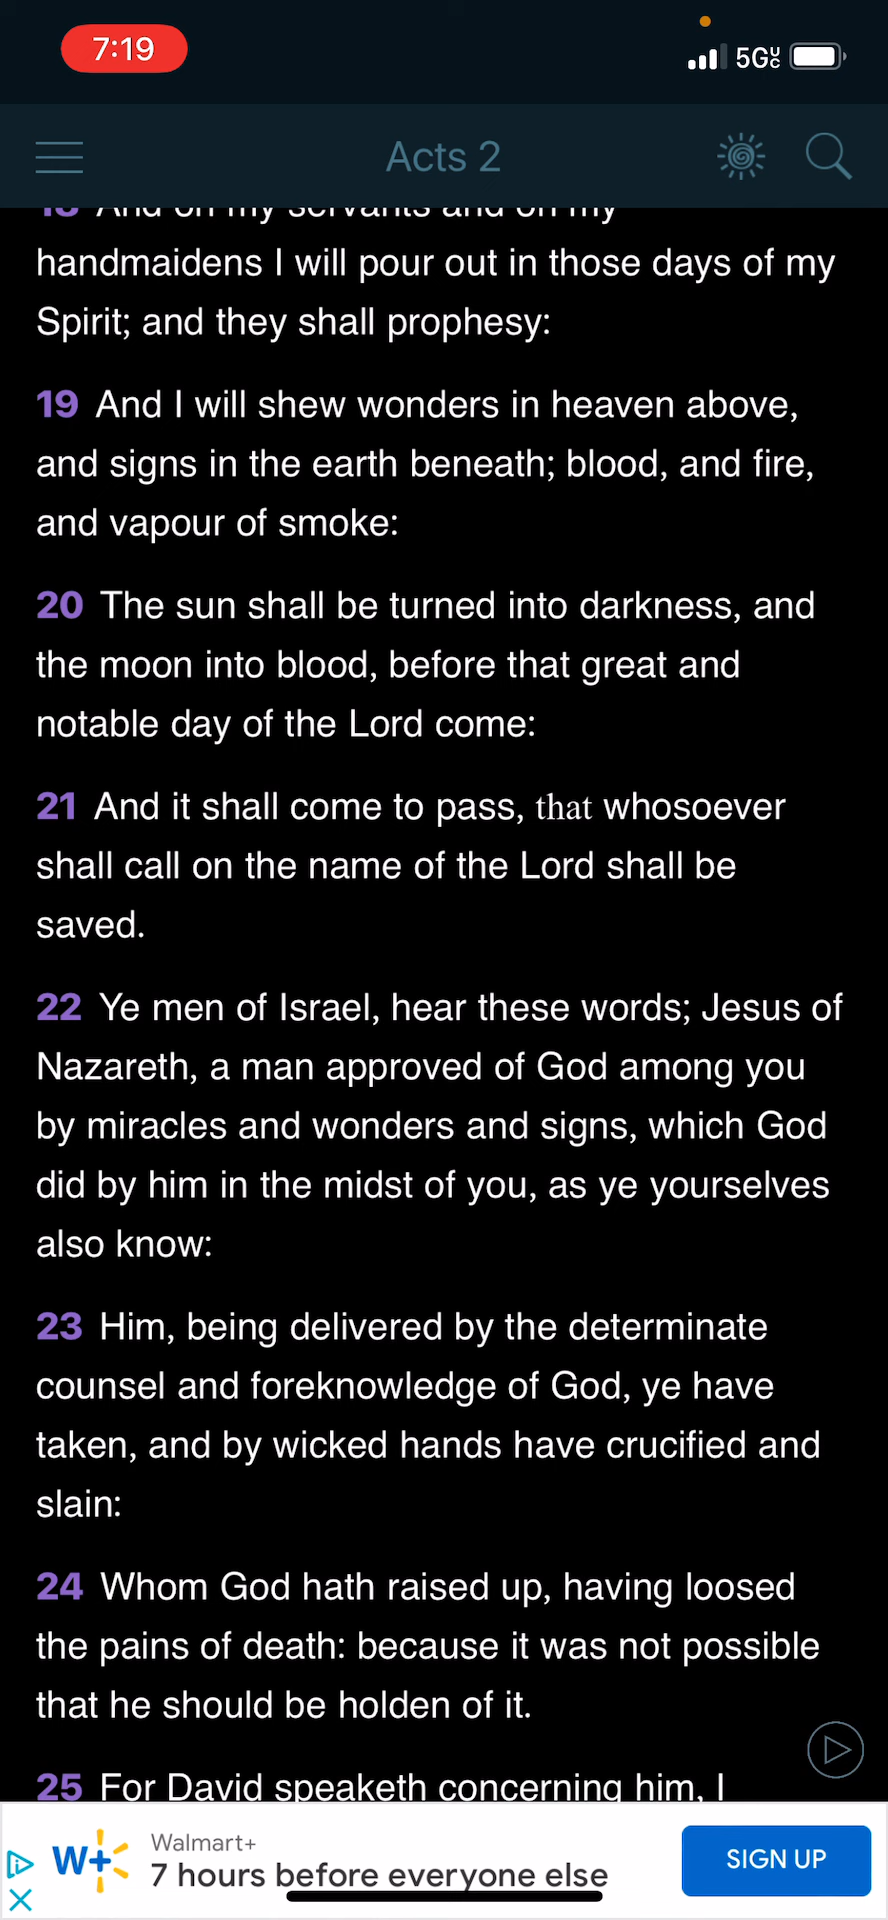 7:19
5G UC
Acts 2
18 And on my servants and on my
handmaidens I will pour out in those days of my
Spirit; and they shall prophesy:
19 And I will shew wonders in heaven above,
and signs in the earth beneath; blood, and fire,
and vapour of smoke:
20 The sun shall be turned into darkness, and
the moon into blood, before that great and
notable day of the Lord come:
21 And it shall come to pass, that whosoever
shall call on the name of the Lord shall be
saved.
22 Ye men of Israel, hear these words; Jesus of
Nazareth, a man approved of God among you
by miracles and wonders and signs, which God
did by him in the midst of you, as ye yourselves
also know:
23 Him, being delivered by the determinate
counsel and foreknowledge of God, ye have
taken, and by wicked hands have crucified and
slain:
24 Whom God hath raised up, having loosed
the pains of death: because it was not possible
that he should be holden of it.
25 For David speaketh concerning him, I
W+
Walmart+
7 hours before everyone else
SIGN UP